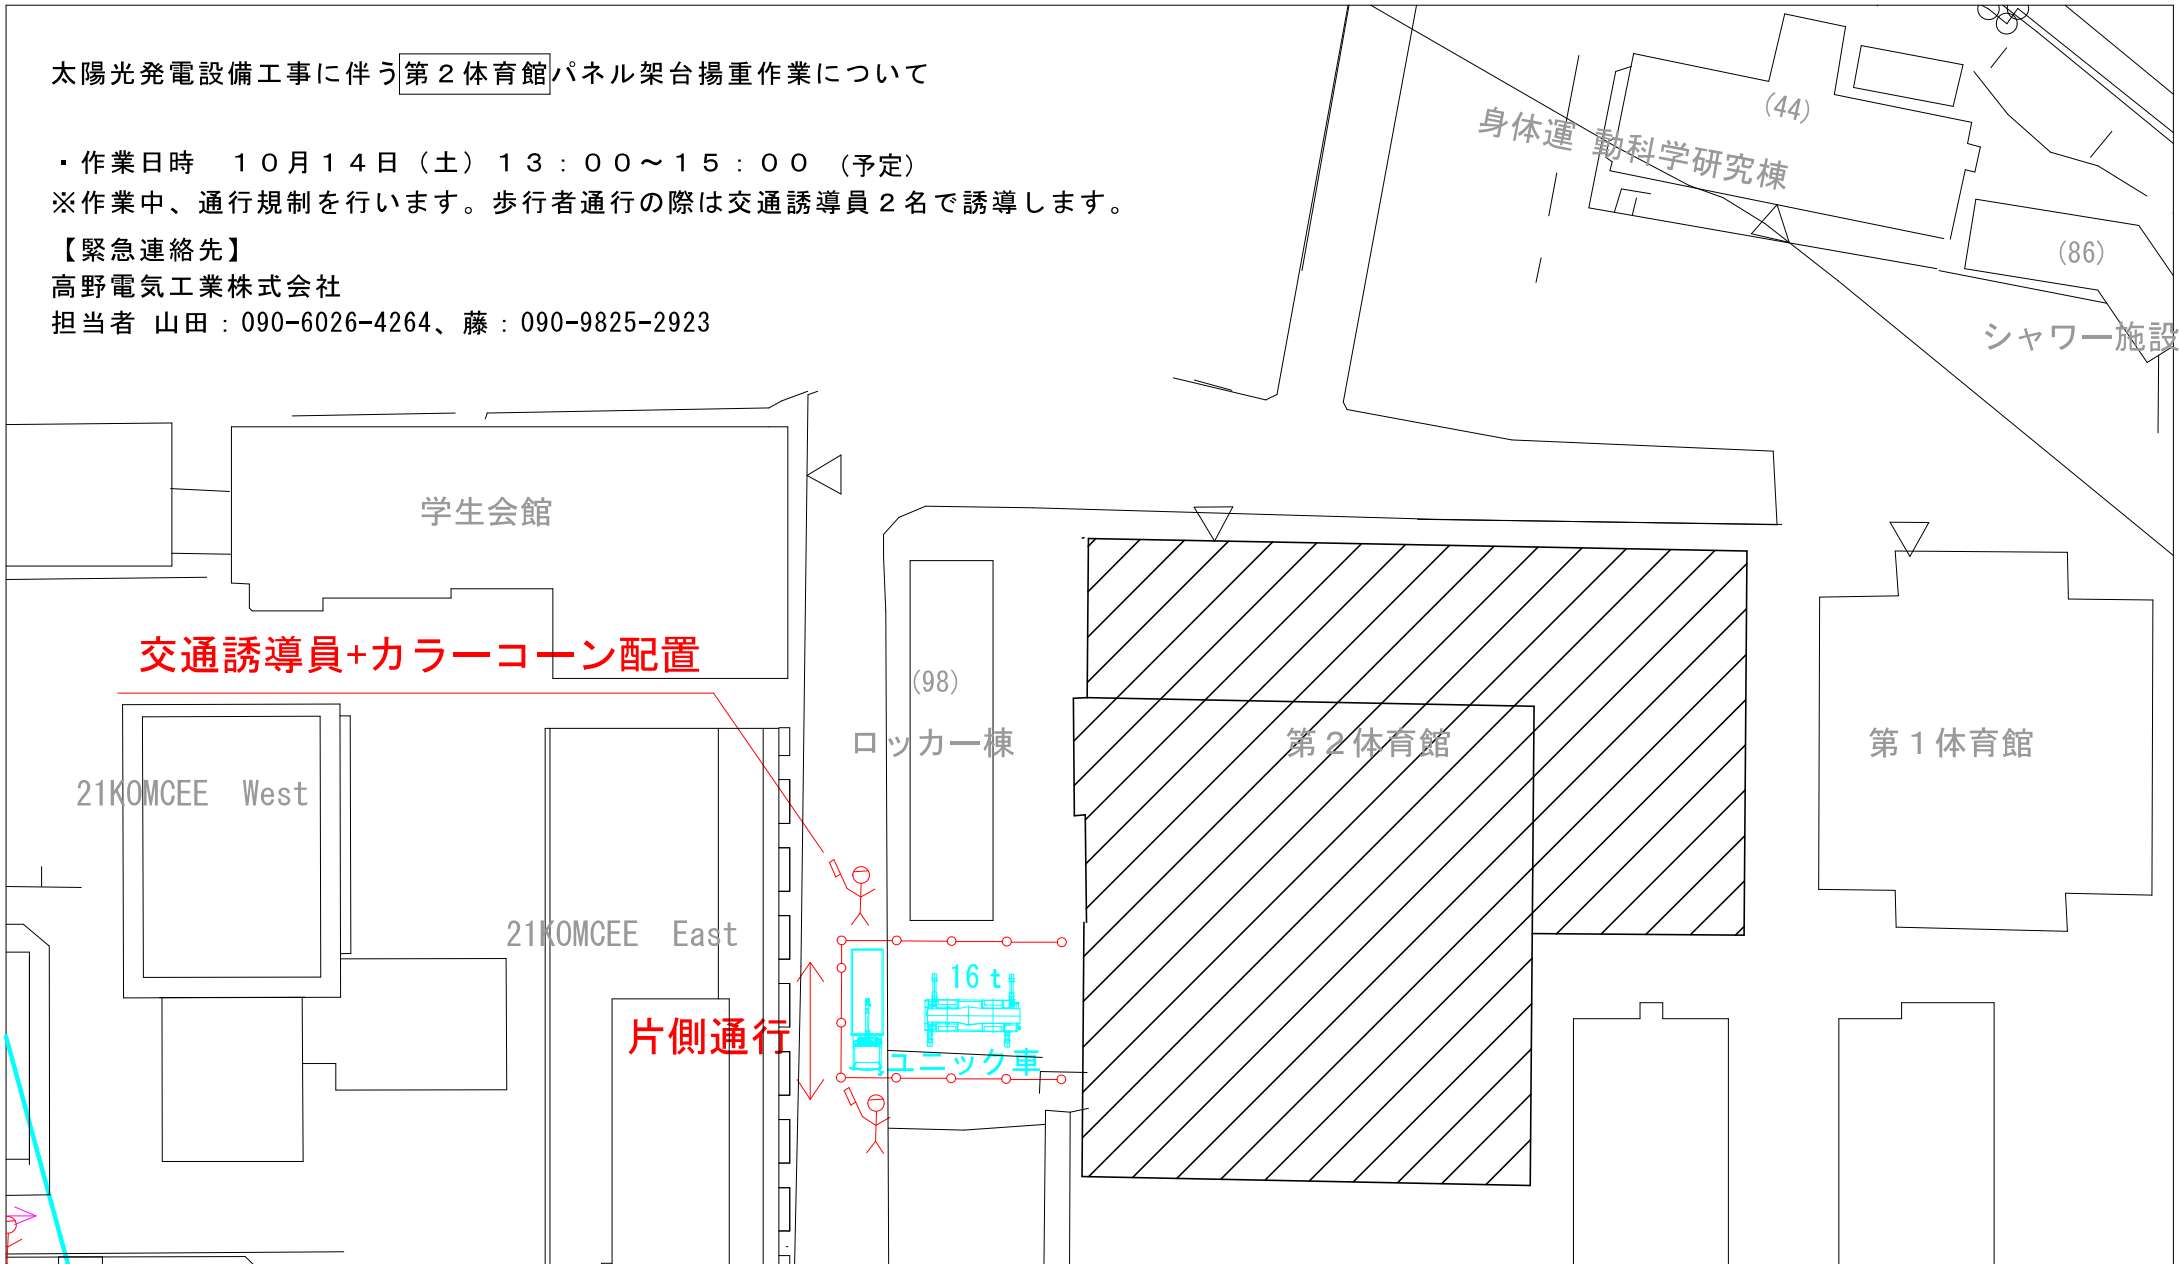 太陽光発電設備工事に伴う第２体育館パネル架台揚重作業について
・作業日時　１０月１４日（土）１３：００～１５：００　（予定）
※作業中、通行規制を行います。歩行者通行の際は交通誘導員２名で誘導します。
【緊急連絡先】
高野電気工業株式会社
担当者　山田：090-6026-4264、藤：090-9825-2923
(44)
身体運動科学研究棟
(86)
シャワー施設
学生会館
交通誘導員+カラーコーン配置
(98)
ロッカー棟
第２体育館
第１体育館
21KOMCEE　West
21KOMCEE　East
16ｔ
片側通行
ユニック車